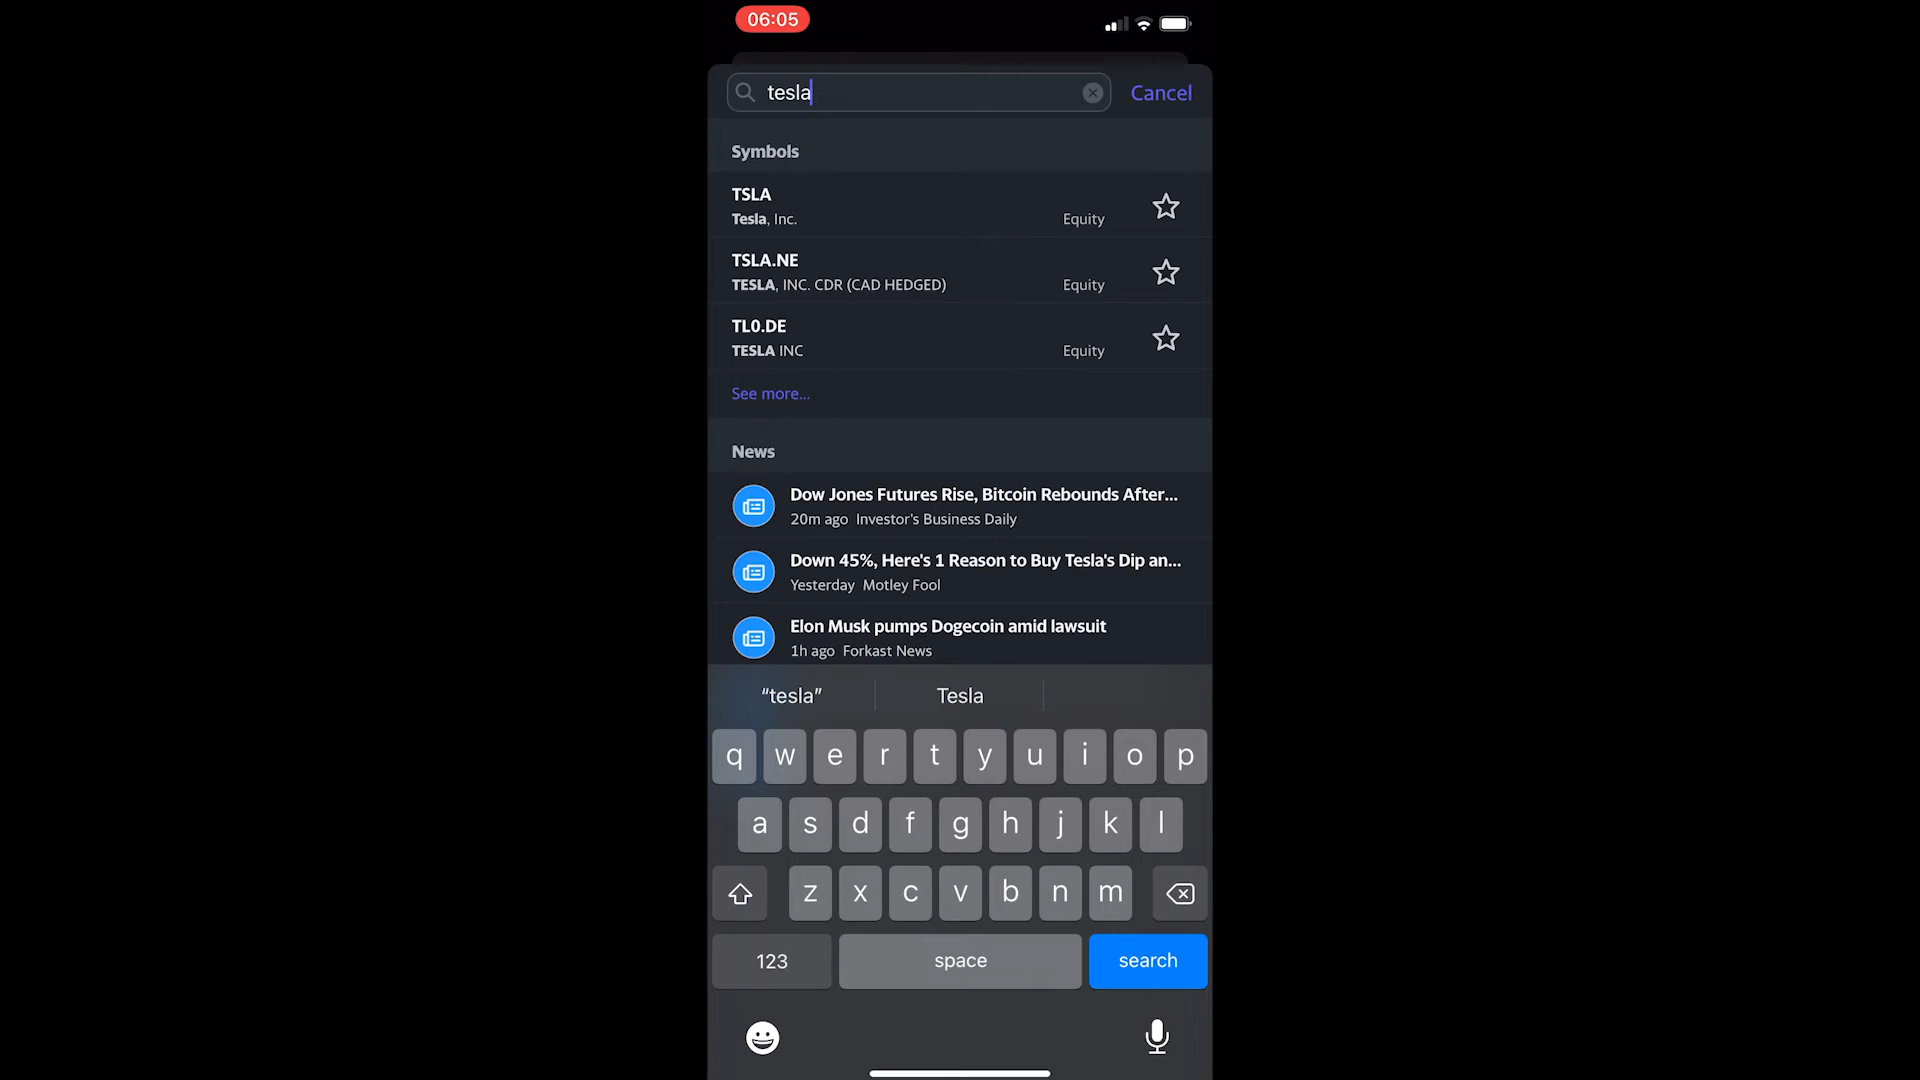 06:05
tesla
Cancel
Symbols
TSLA
Tesla, Inc.
Equity
TSLA.NE
TESLA, INC. CDR (CAD HEDGED)
Equity
TL0.DE
TESLA INC
Equity
See more...
News
Dow Jones Futures Rise, Bitcoin Rebounds After...
20m ago Investor's Business Daily
Down 45%, Here's 1 Reason to Buy Tesla's Dip an...
Yesterday Motley Fool
Elon Musk pumps Dogecoin amid lawsuit
1h ago Forkast News
“tesla” Tesla
q w e r t y u i o p
a s d f g h j k l
z x c v b n m
123 space search